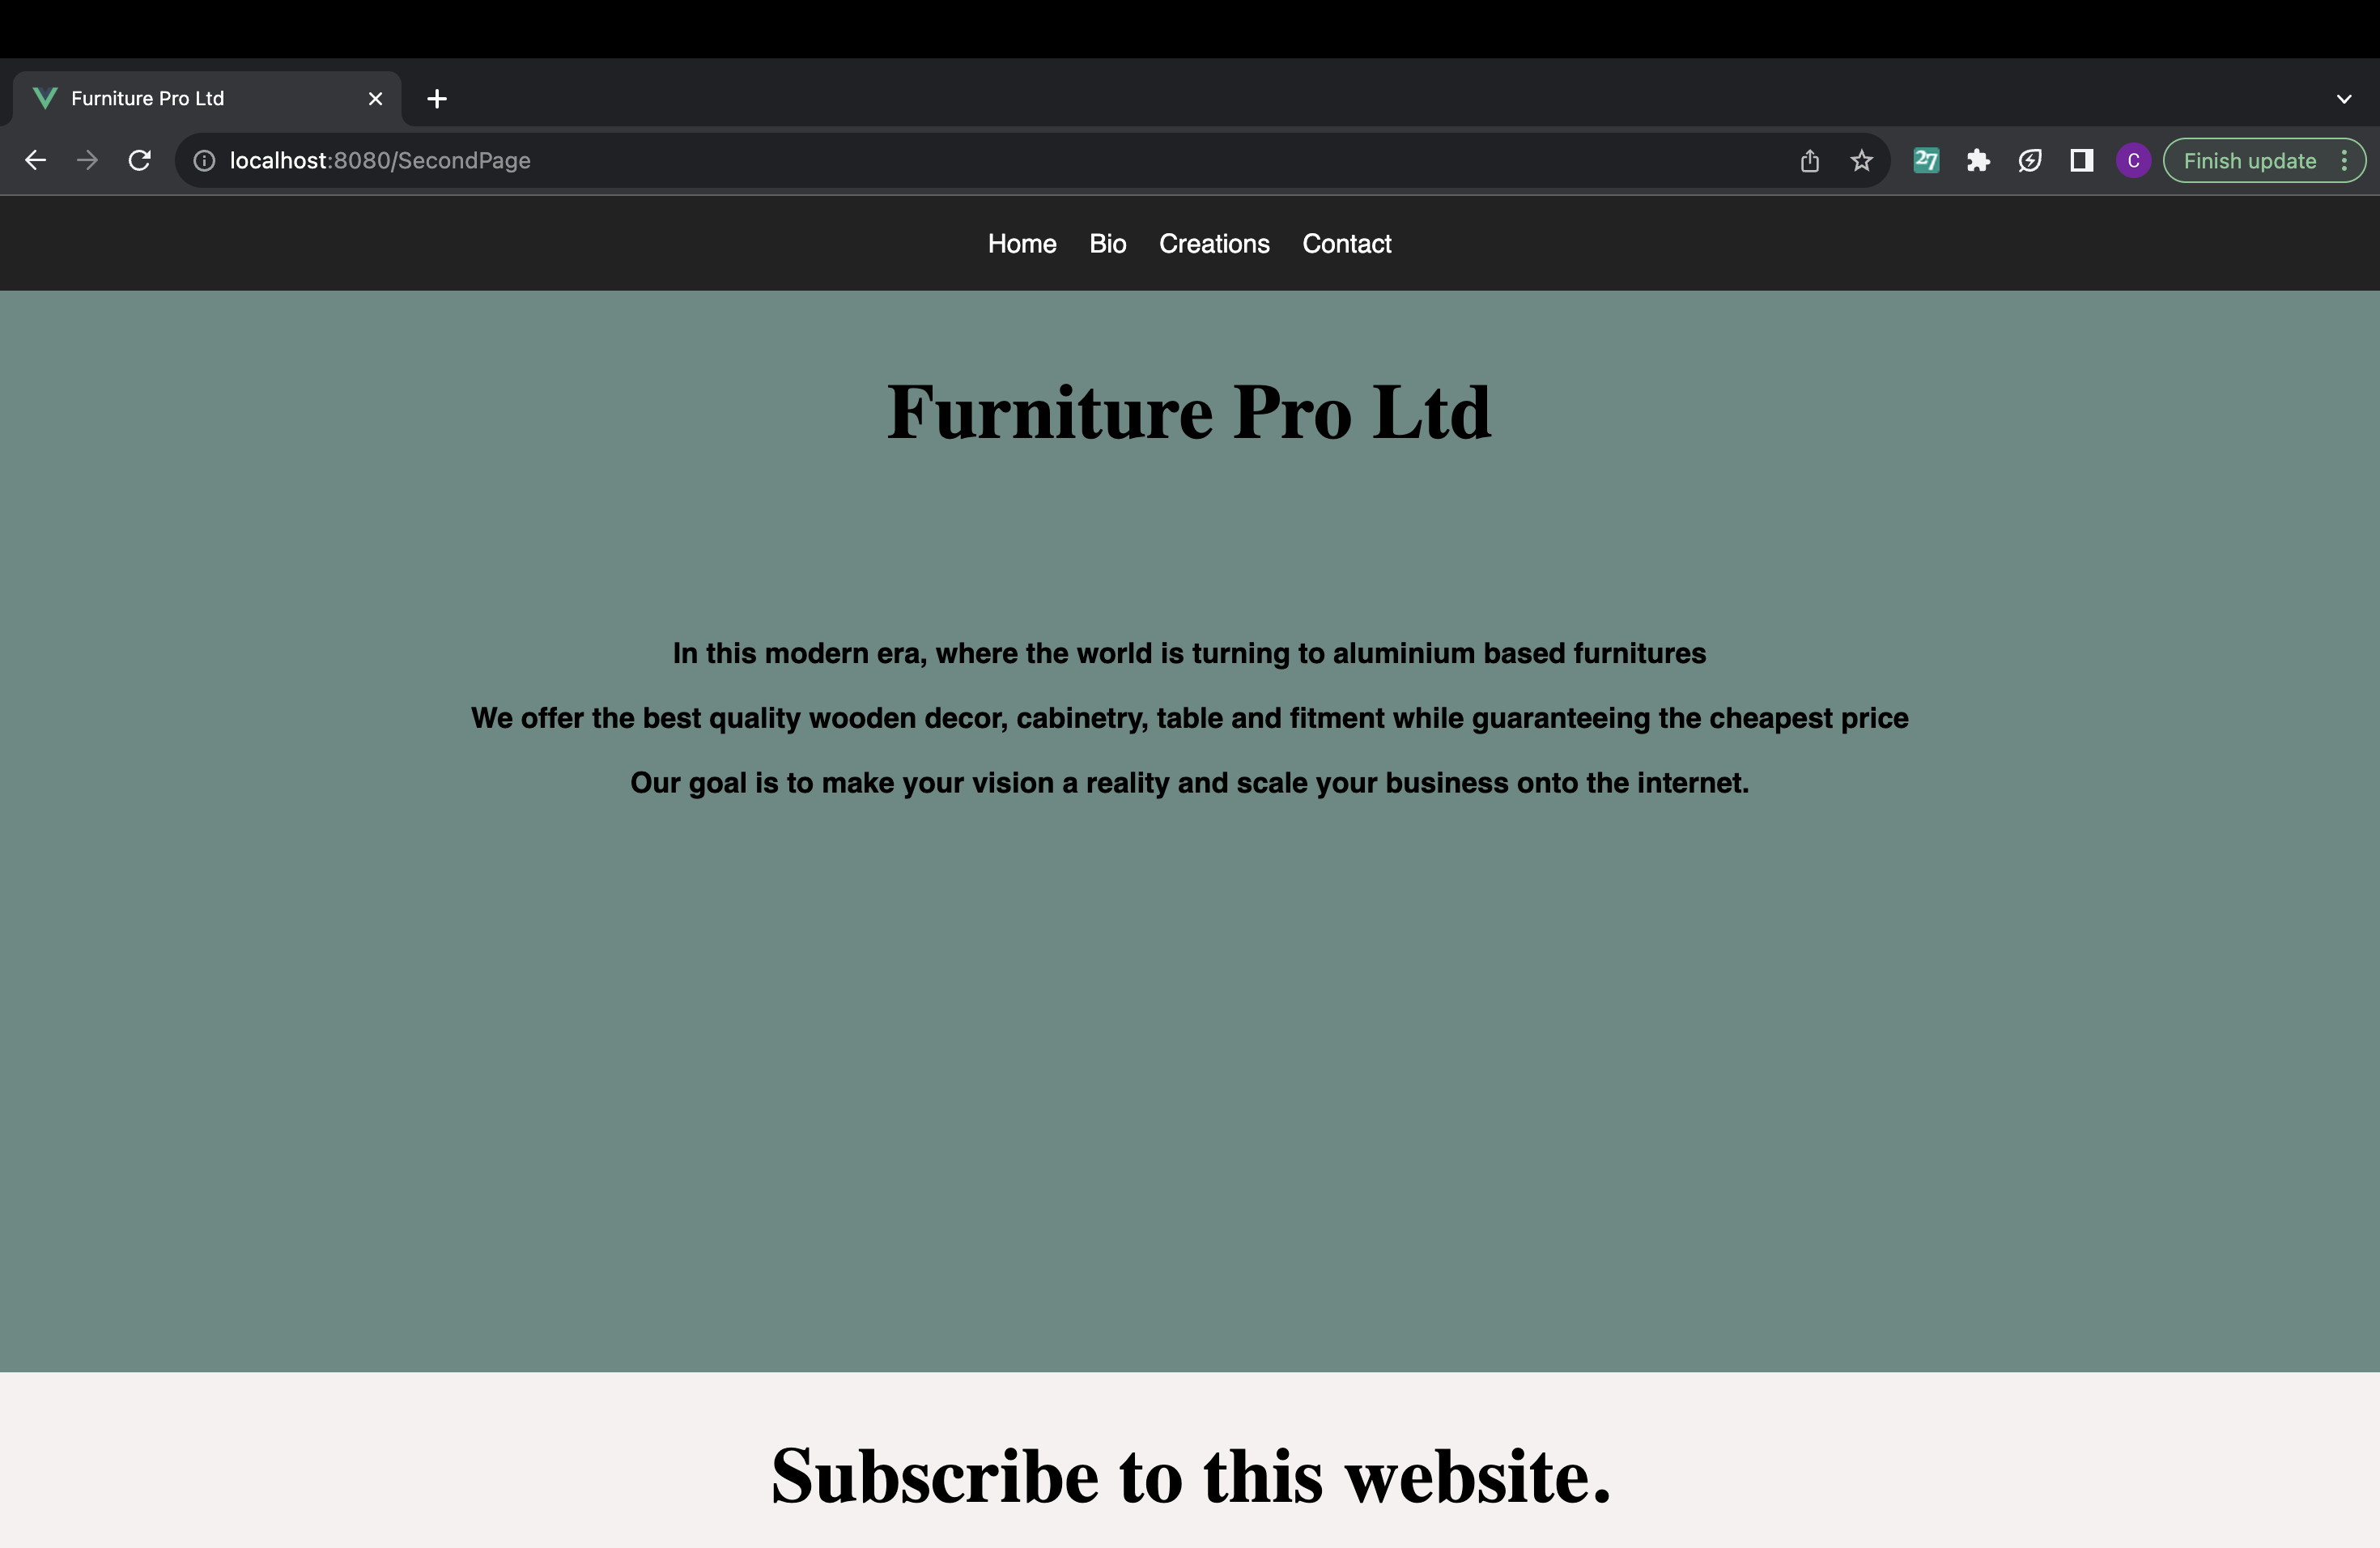 Furniture Pro Ltd
localhost:8080/SecondPage
27
C
Finish update
Home Bio Creations Contact
Furniture Pro Ltd
In this modern era, where the world is turning to aluminium based furnitures
We offer the best quality wooden decor, cabinetry, table and fitment while guaranteeing the cheapest price
Our goal is to make your vision a reality and scale your business onto the internet.
Subscribe to this website.